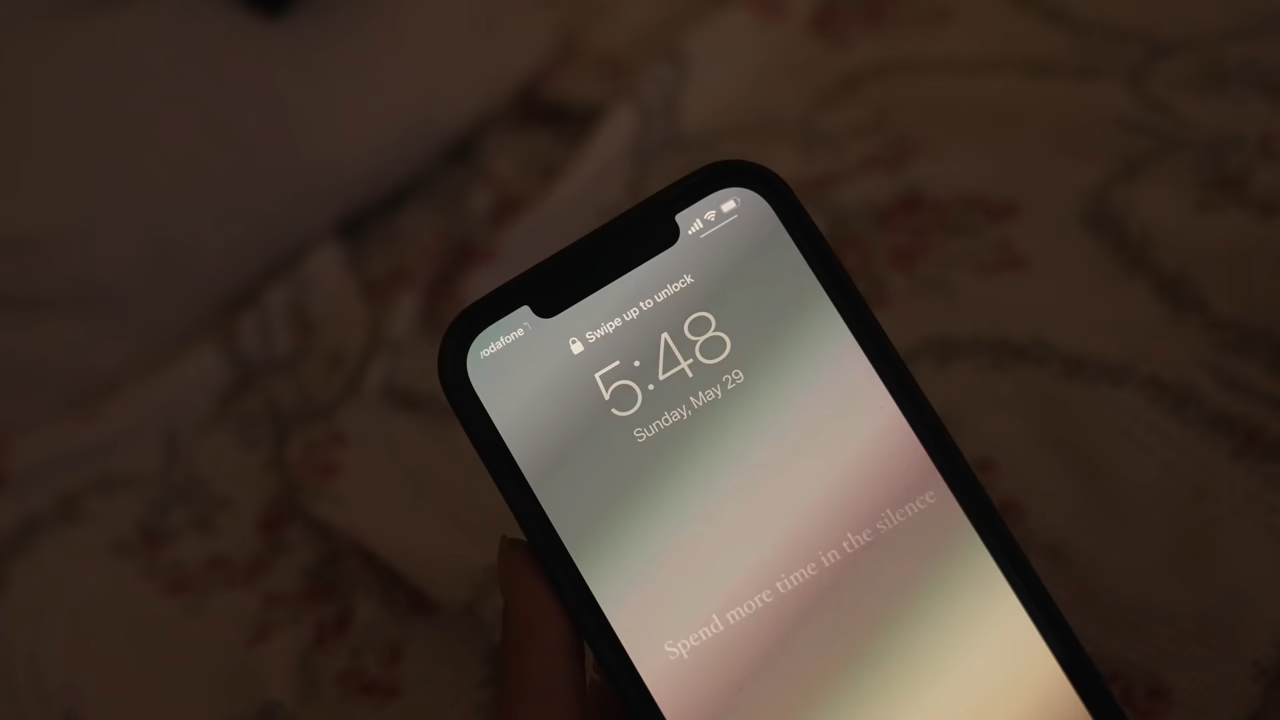 vodafone
Swipe up to unlock
5:48
Sunday, May 29
Spend more time in the silence